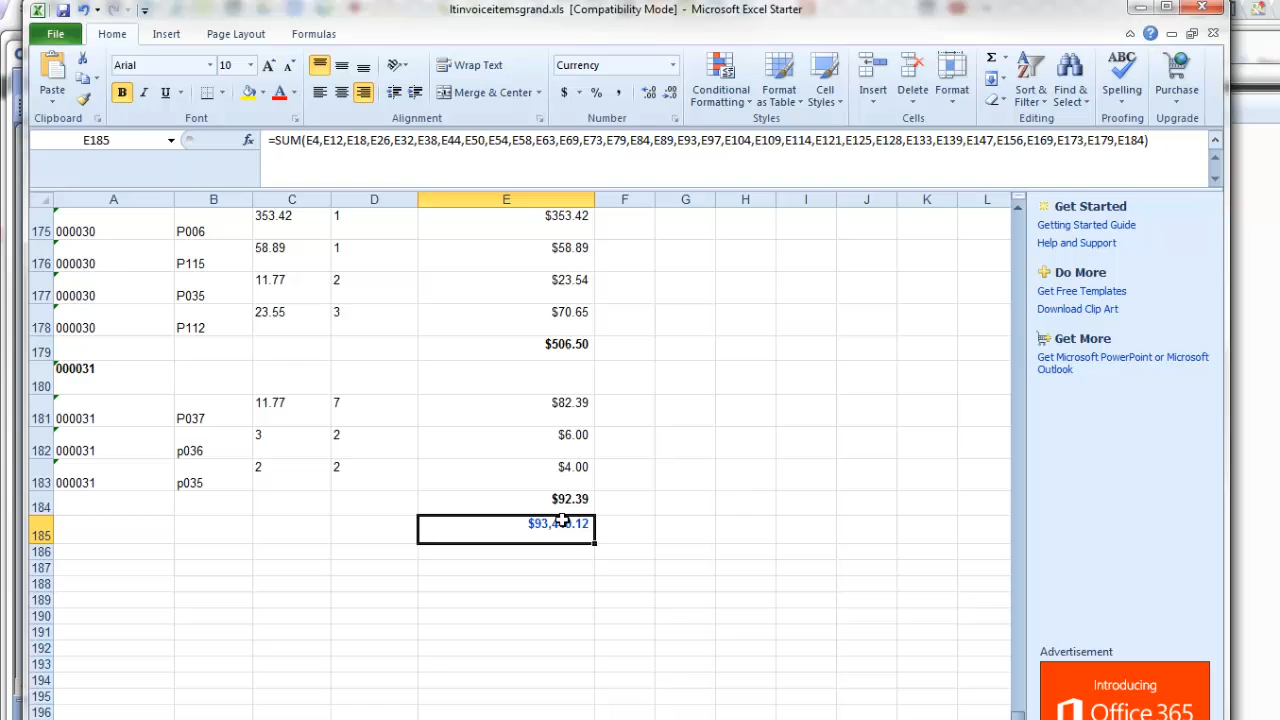 ltinvoiceitemsgrand.xls [Compatibility Mode] - Microsoft Excel Starter
File Home Insert Page Layout Formulas
Paste
Arial 10
B I U
Wrap Text
Merge & Center
Currency
$ % ,
Conditional Formatting
Format as Table
Cell Styles
Insert Delete Format
Sort & Filter
Find & Select
ABC
Spelling
Purchase
Clipboard Font Alignment Number Styles Cells Editing Proofing Upgrade
E185 fx =SUM(E4,E12,E18,E26,E32,E38,E44,E50,E54,E58,E63,E69,E73,E79,E84,E89,E93,E97,E104,E109,E114,E121,E125,E128,E133,E139,E147,E156,E169,E173,E179,E184)
A B C D E F G H I J K L
175 000030 P006 353.42 1 $353.42
176 000030 P115 58.89 1 $58.89
177 000030 P035 11.77 2 $23.54
178 000030 P112 23.55 3 $70.65
179 $506.50
180 000031
181 000031 P037 11.77 7 $82.39
182 000031 p036 3 2 $6.00
183 000031 p035 2 2 $4.00
184 $92.39
185
186
187
188
189
190
191
192
193
194
195
196
Get Started
Getting Started Guide
Help and Support
Do More
Get Free Templates
Download Clip Art
Get More
Get Microsoft PowerPoint or Microsoft
Outlook
Advertisement
Introducing
Office 365